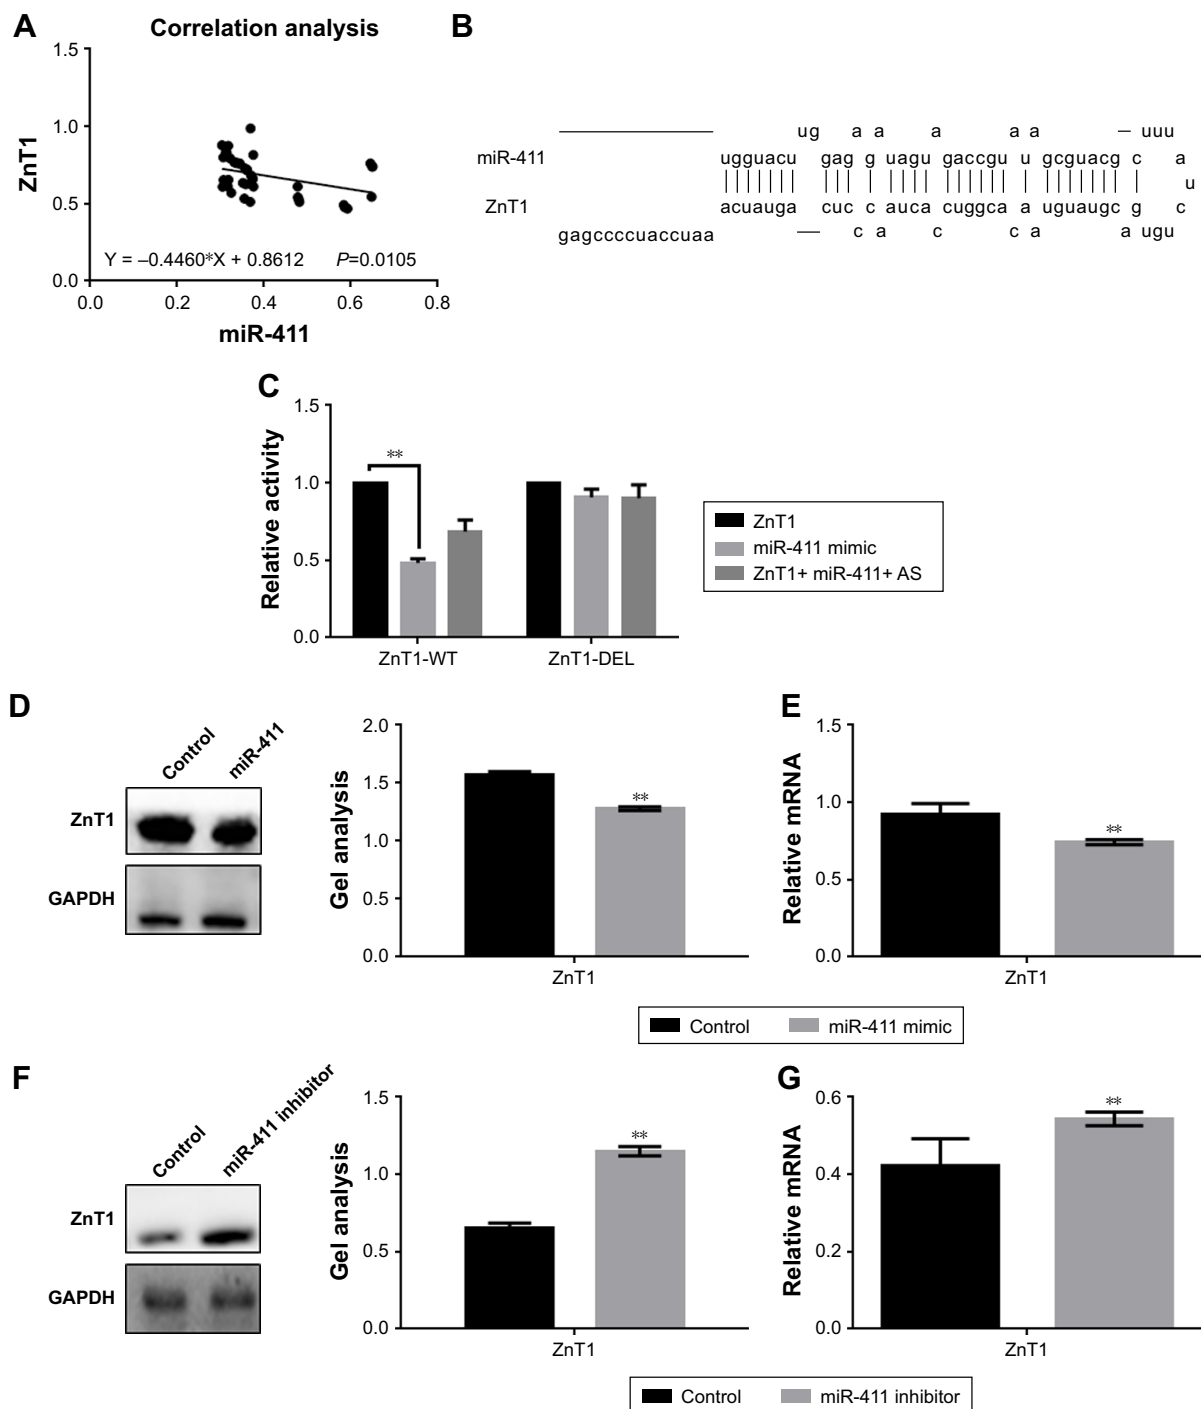 A
Correlation analysis
1.5
1.0
0.5
0.0
ZnT1
Y = –0.4460*X + 0.8612 P=0.0105
0.0 0.2 0.4 0.6 0.8
miR-411
B
ug a a a a a — uuu
miR-411 ugguacu gag g uagu gaccgu u gcguacg c a
u
ZnT1 acuauga cuc c auca cuggca a uguaugc g c
gagccccuaccuaa — c a c c a a ugu
C
1.5
1.0
0.5
0.0
Relative activity
**
ZnT1-WT ZnT1-DEL
ZnT1
miR-411 mimic
ZnT1+ miR-411+ AS
D
Control miR-411
ZnT1
GAPDH
2.0
1.5
1.0
0.5
0.0
Gel analysis
**
ZnT1
E
1.5
1.0
0.5
0.0
Relative mRNA
**
ZnT1
Control miR-411 mimic
F
Control miR-411 inhibitor
ZnT1
GAPDH
1.5
1.0
0.5
0.0
Gel analysis
**
ZnT1
G
0.6
0.4
0.2
0.0
Relative mRNA
**
ZnT1
Control miR-411 inhibitor